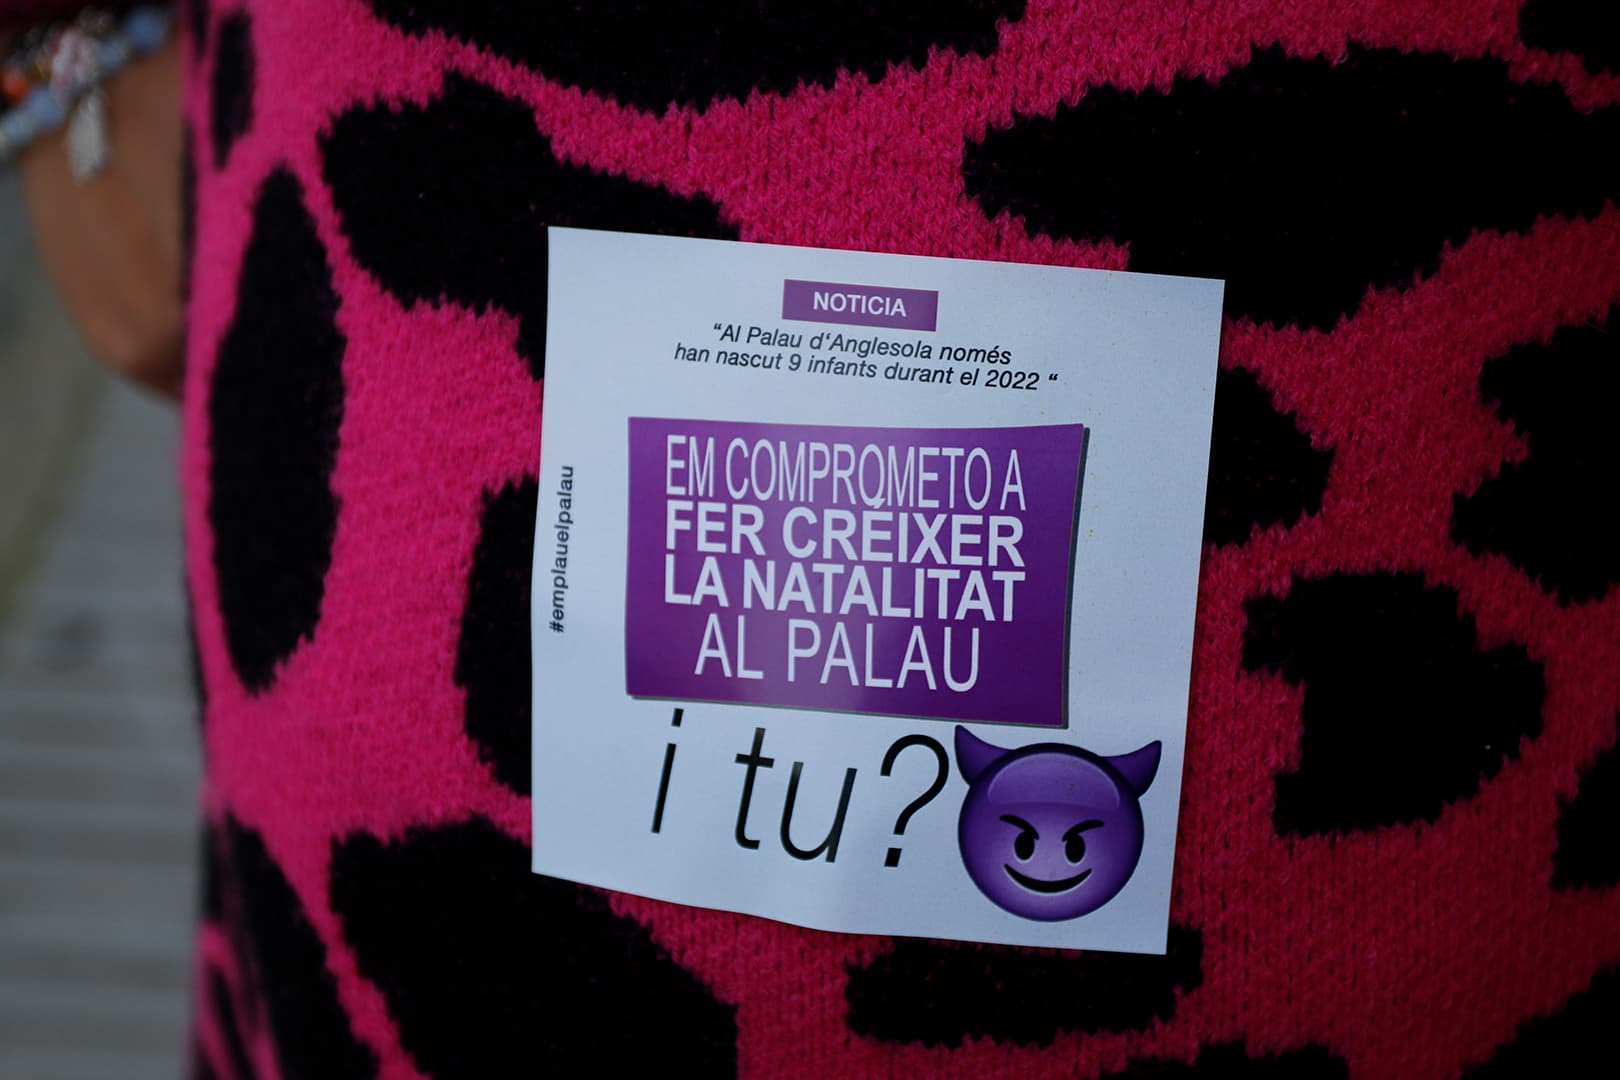 NOTICIA
“Al Palau d‘Anglesola només
han nascut 9 infants durant el 2022 “
#emplauelpalau
EM COMPROMETO A
FER CRÉIXER
LA NATALITAT
AL PALAU
i tu?